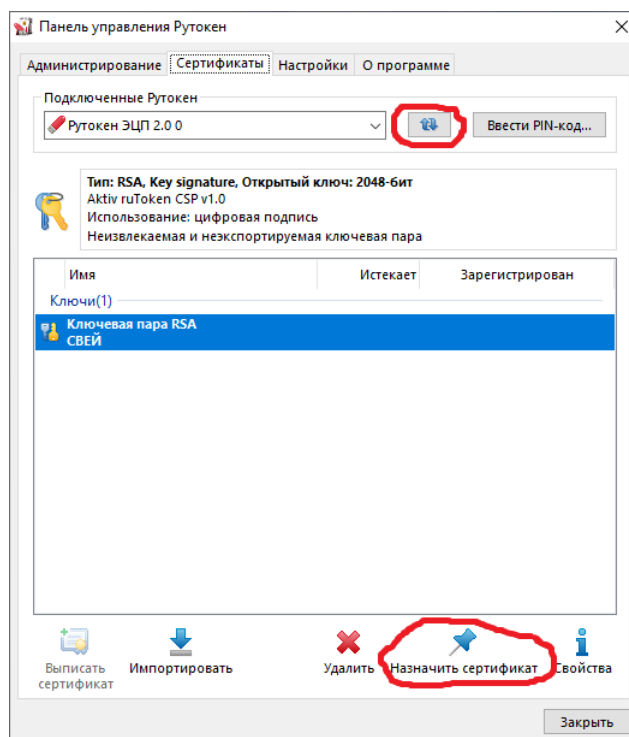 Панель управления Рутокен
Администрирование Сертификаты Настройки О программе
Подключенные Рутокен
Рутокен ЭЦП 2.0 0 Ввести PIN-код...
Тип: RSA, Key signature, Открытый ключ: 2048-бит
Aktiv ruToken CSP v1.0
Использование: цифровая подпись
Неизвлекаемая и неэкспортируемая ключевая пара
Имя Истекает Зарегистрирован
Ключи(1)
Ключевая пара RSA
СВЕЙ
Выписать сертификат Импортировать Удалить Назначить сертификат Свойства
Закрыть